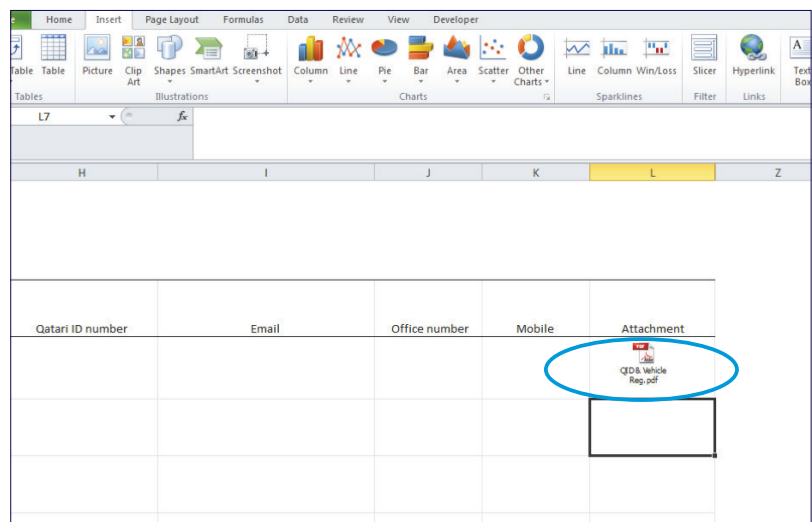 Home Insert Page Layout Formulas Data Review View Developer
Table Table Picture Clip Art Shapes SmartArt Screenshot Column Line Pie Bar Area Scatter Other Charts Line Column Win/Loss Slicer Hyperlink Text Box
Tables Illustrations Charts Sparklines Filter Links
L7 fx
H I J K L Z
Qatari ID number Email Office number Mobile Attachment
PDF
QID & Vehicle
Reg.pdf